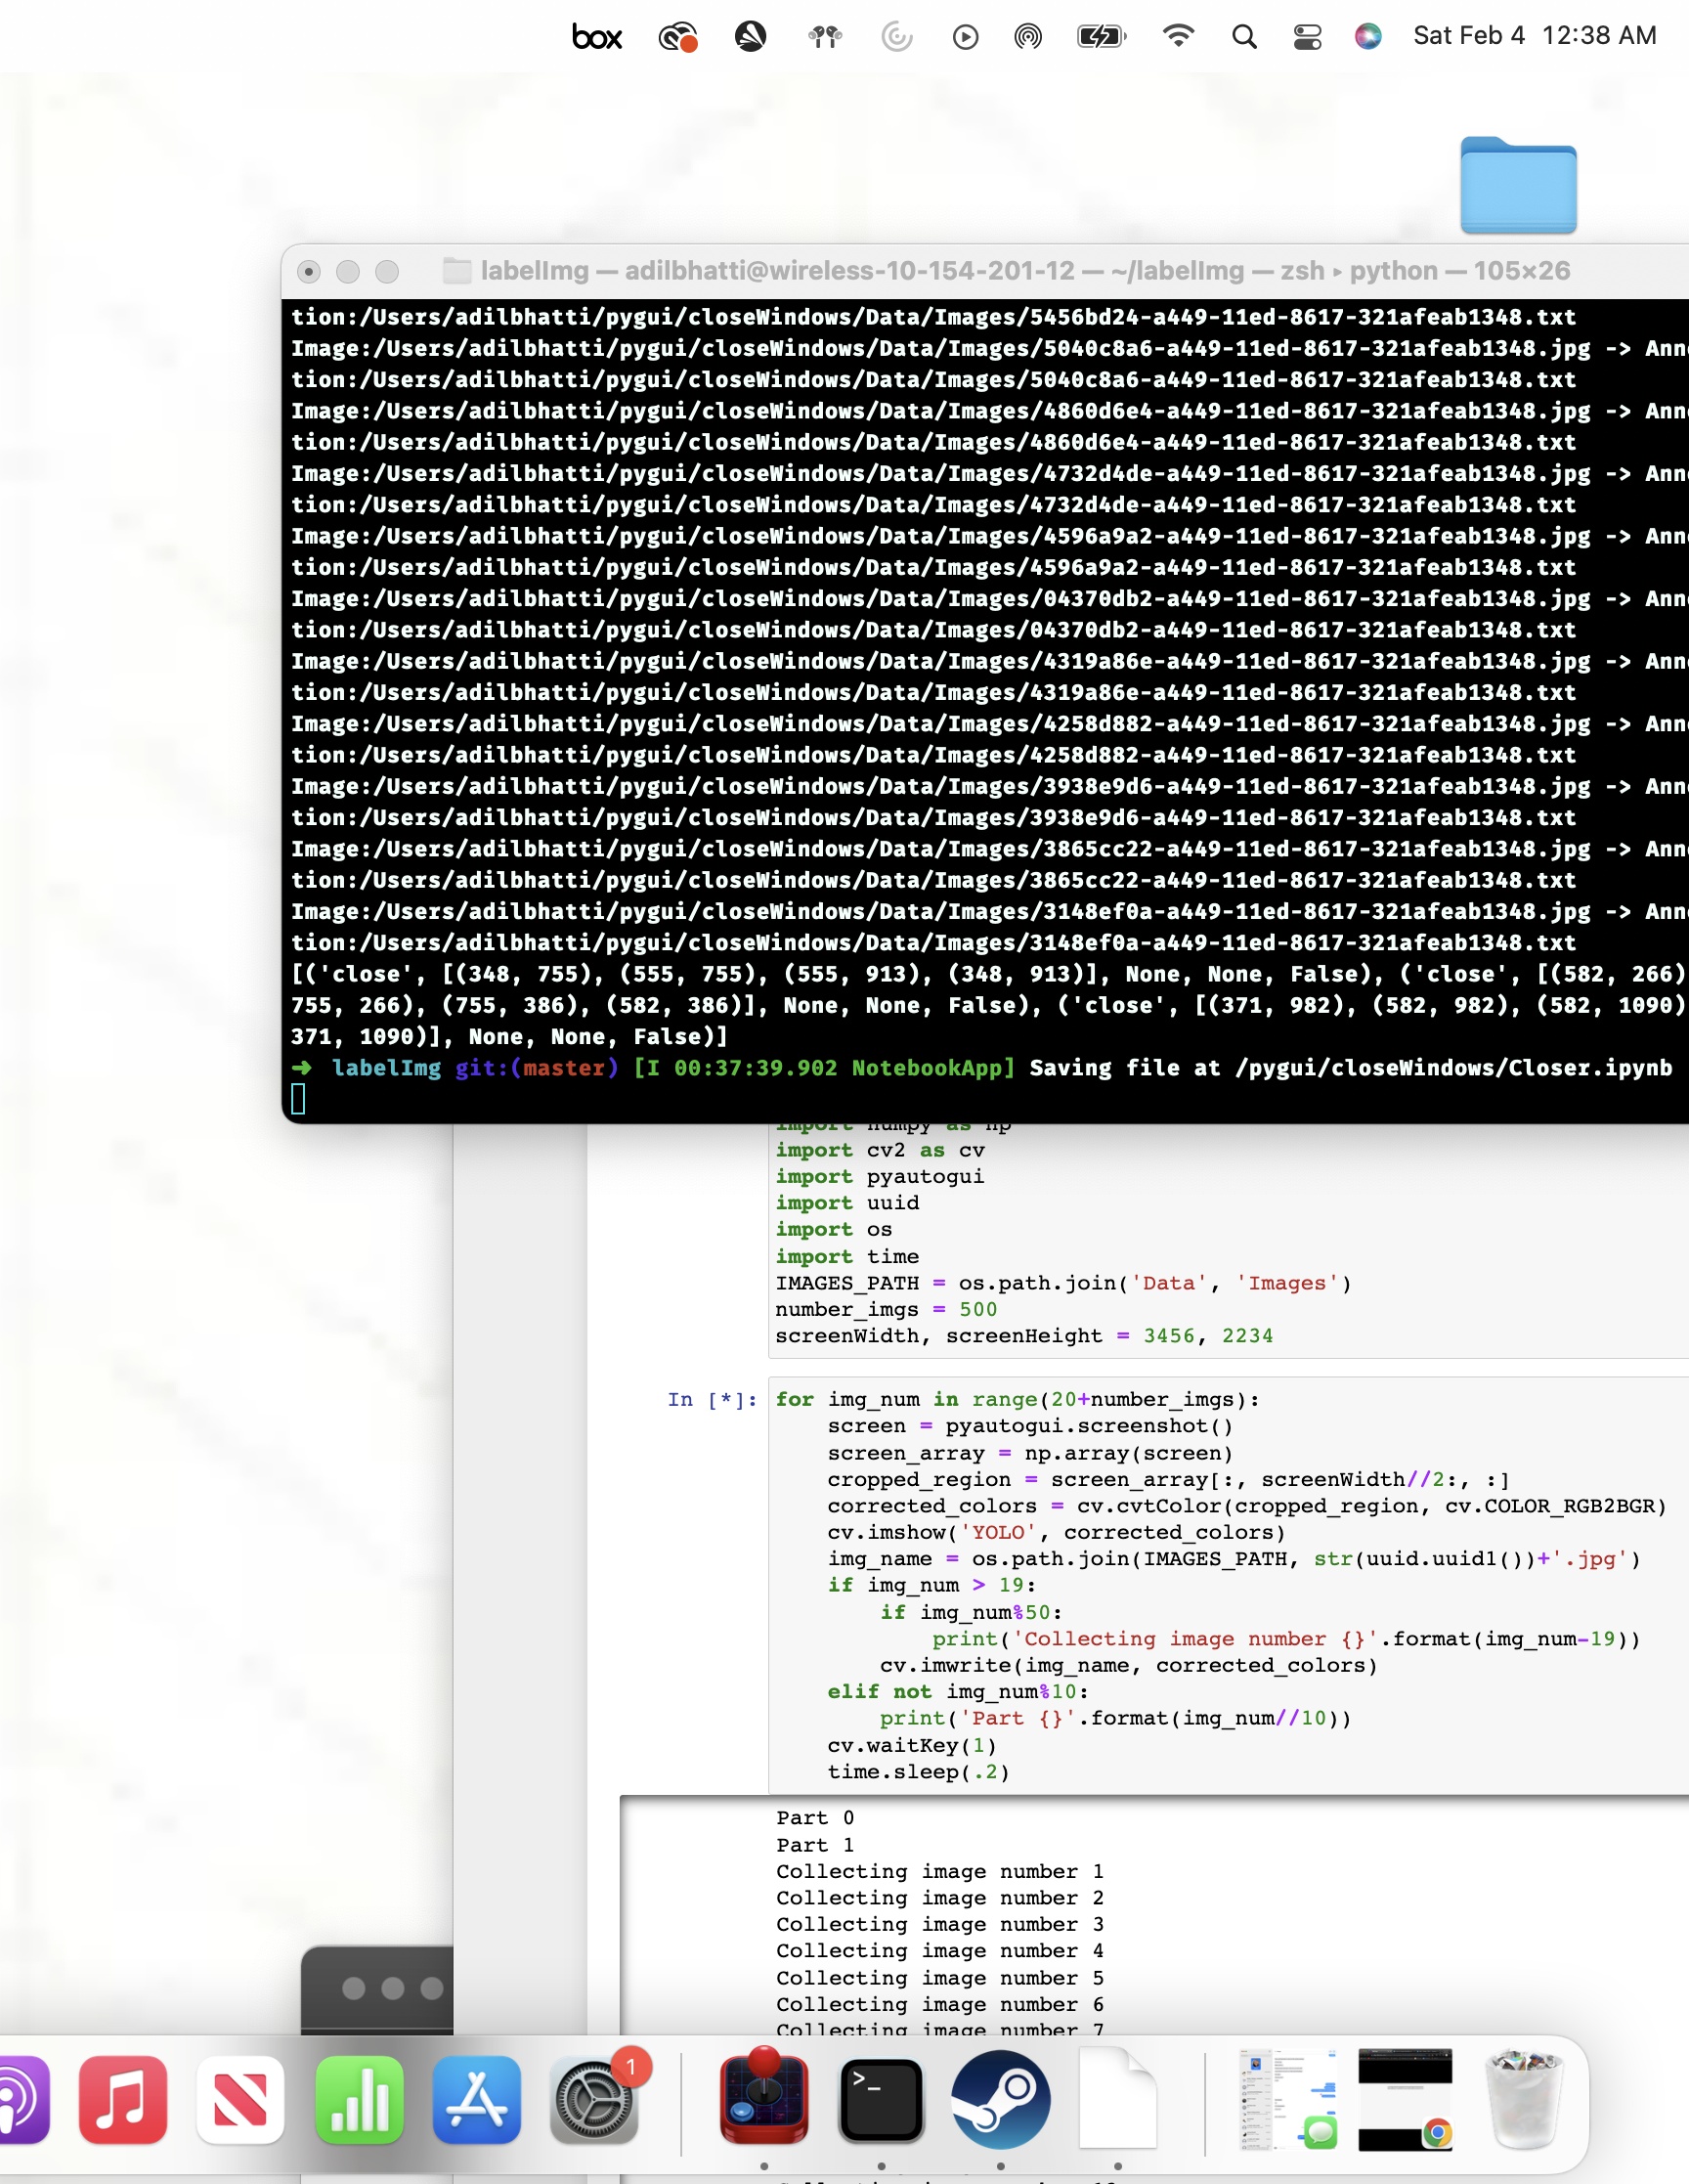 box Sat Feb 4 12:38 AM
labelImg — adilbhatti@wireless-10-154-201-12 — ~/labelImg — zsh ▸ python — 105×26
tion:/Users/adilbhatti/pygui/closeWindows/Data/Images/5456bd24-a449-11ed-8617-321afeab1348.txt
Image:/Users/adilbhatti/pygui/closeWindows/Data/Images/5040c8a6-a449-11ed-8617-321afeab1348.jpg -> Ann
tion:/Users/adilbhatti/pygui/closeWindows/Data/Images/5040c8a6-a449-11ed-8617-321afeab1348.txt
Image:/Users/adilbhatti/pygui/closeWindows/Data/Images/4860d6e4-a449-11ed-8617-321afeab1348.jpg -> Ann
tion:/Users/adilbhatti/pygui/closeWindows/Data/Images/4860d6e4-a449-11ed-8617-321afeab1348.txt
Image:/Users/adilbhatti/pygui/closeWindows/Data/Images/4732d4de-a449-11ed-8617-321afeab1348.jpg -> Ann
tion:/Users/adilbhatti/pygui/closeWindows/Data/Images/4732d4de-a449-11ed-8617-321afeab1348.txt
Image:/Users/adilbhatti/pygui/closeWindows/Data/Images/4596a9a2-a449-11ed-8617-321afeab1348.jpg -> Ann
tion:/Users/adilbhatti/pygui/closeWindows/Data/Images/4596a9a2-a449-11ed-8617-321afeab1348.txt
Image:/Users/adilbhatti/pygui/closeWindows/Data/Images/04370db2-a449-11ed-8617-321afeab1348.jpg -> Ann
tion:/Users/adilbhatti/pygui/closeWindows/Data/Images/04370db2-a449-11ed-8617-321afeab1348.txt
Image:/Users/adilbhatti/pygui/closeWindows/Data/Images/4319a86e-a449-11ed-8617-321afeab1348.jpg -> Ann
tion:/Users/adilbhatti/pygui/closeWindows/Data/Images/4319a86e-a449-11ed-8617-321afeab1348.txt
Image:/Users/adilbhatti/pygui/closeWindows/Data/Images/4258d882-a449-11ed-8617-321afeab1348.jpg -> Ann
tion:/Users/adilbhatti/pygui/closeWindows/Data/Images/4258d882-a449-11ed-8617-321afeab1348.txt
Image:/Users/adilbhatti/pygui/closeWindows/Data/Images/3938e9d6-a449-11ed-8617-321afeab1348.jpg -> Ann
tion:/Users/adilbhatti/pygui/closeWindows/Data/Images/3938e9d6-a449-11ed-8617-321afeab1348.txt
Image:/Users/adilbhatti/pygui/closeWindows/Data/Images/3865cc22-a449-11ed-8617-321afeab1348.jpg -> Ann
tion:/Users/adilbhatti/pygui/closeWindows/Data/Images/3865cc22-a449-11ed-8617-321afeab1348.txt
Image:/Users/adilbhatti/pygui/closeWindows/Data/Images/3148ef0a-a449-11ed-8617-321afeab1348.jpg -> Ann
tion:/Users/adilbhatti/pygui/closeWindows/Data/Images/3148ef0a-a449-11ed-8617-321afeab1348.txt
[('close', [(348, 755), (555, 755), (555, 913), (348, 913)], None, None, False), ('close', [(582, 266)
755, 266), (755, 386), (582, 386)], None, None, False), ('close', [(371, 982), (582, 982), (582, 1090)
371, 1090)], None, None, False)]
➜ labelImg git:(master) [I 00:37:39.902 NotebookApp] Saving file at /pygui/closeWindows/Closer.ipynb
import numpy as np
import cv2 as cv
import pyautogui
import uuid
import os
import time
IMAGES_PATH = os.path.join('Data', 'Images')
number_imgs = 500
screenWidth, screenHeight = 3456, 2234
In [*]: for img_num in range(20+number_imgs):
screen = pyautogui.screenshot()
screen_array = np.array(screen)
cropped_region = screen_array[:, screenWidth//2:, :]
corrected_colors = cv.cvtColor(cropped_region, cv.COLOR_RGB2BGR)
cv.imshow('YOLO', corrected_colors)
img_name = os.path.join(IMAGES_PATH, str(uuid.uuid1())+'.jpg')
if img_num > 19:
if img_num%50:
print('Collecting image number {}'.format(img_num-19))
cv.imwrite(img_name, corrected_colors)
elif not img_num%10:
print('Part {}'.format(img_num//10))
cv.waitKey(1)
time.sleep(.2)
Part 0
Part 1
Collecting image number 1
Collecting image number 2
Collecting image number 3
Collecting image number 4
Collecting image number 5
Collecting image number 6
Collecting image number 7
1
>_